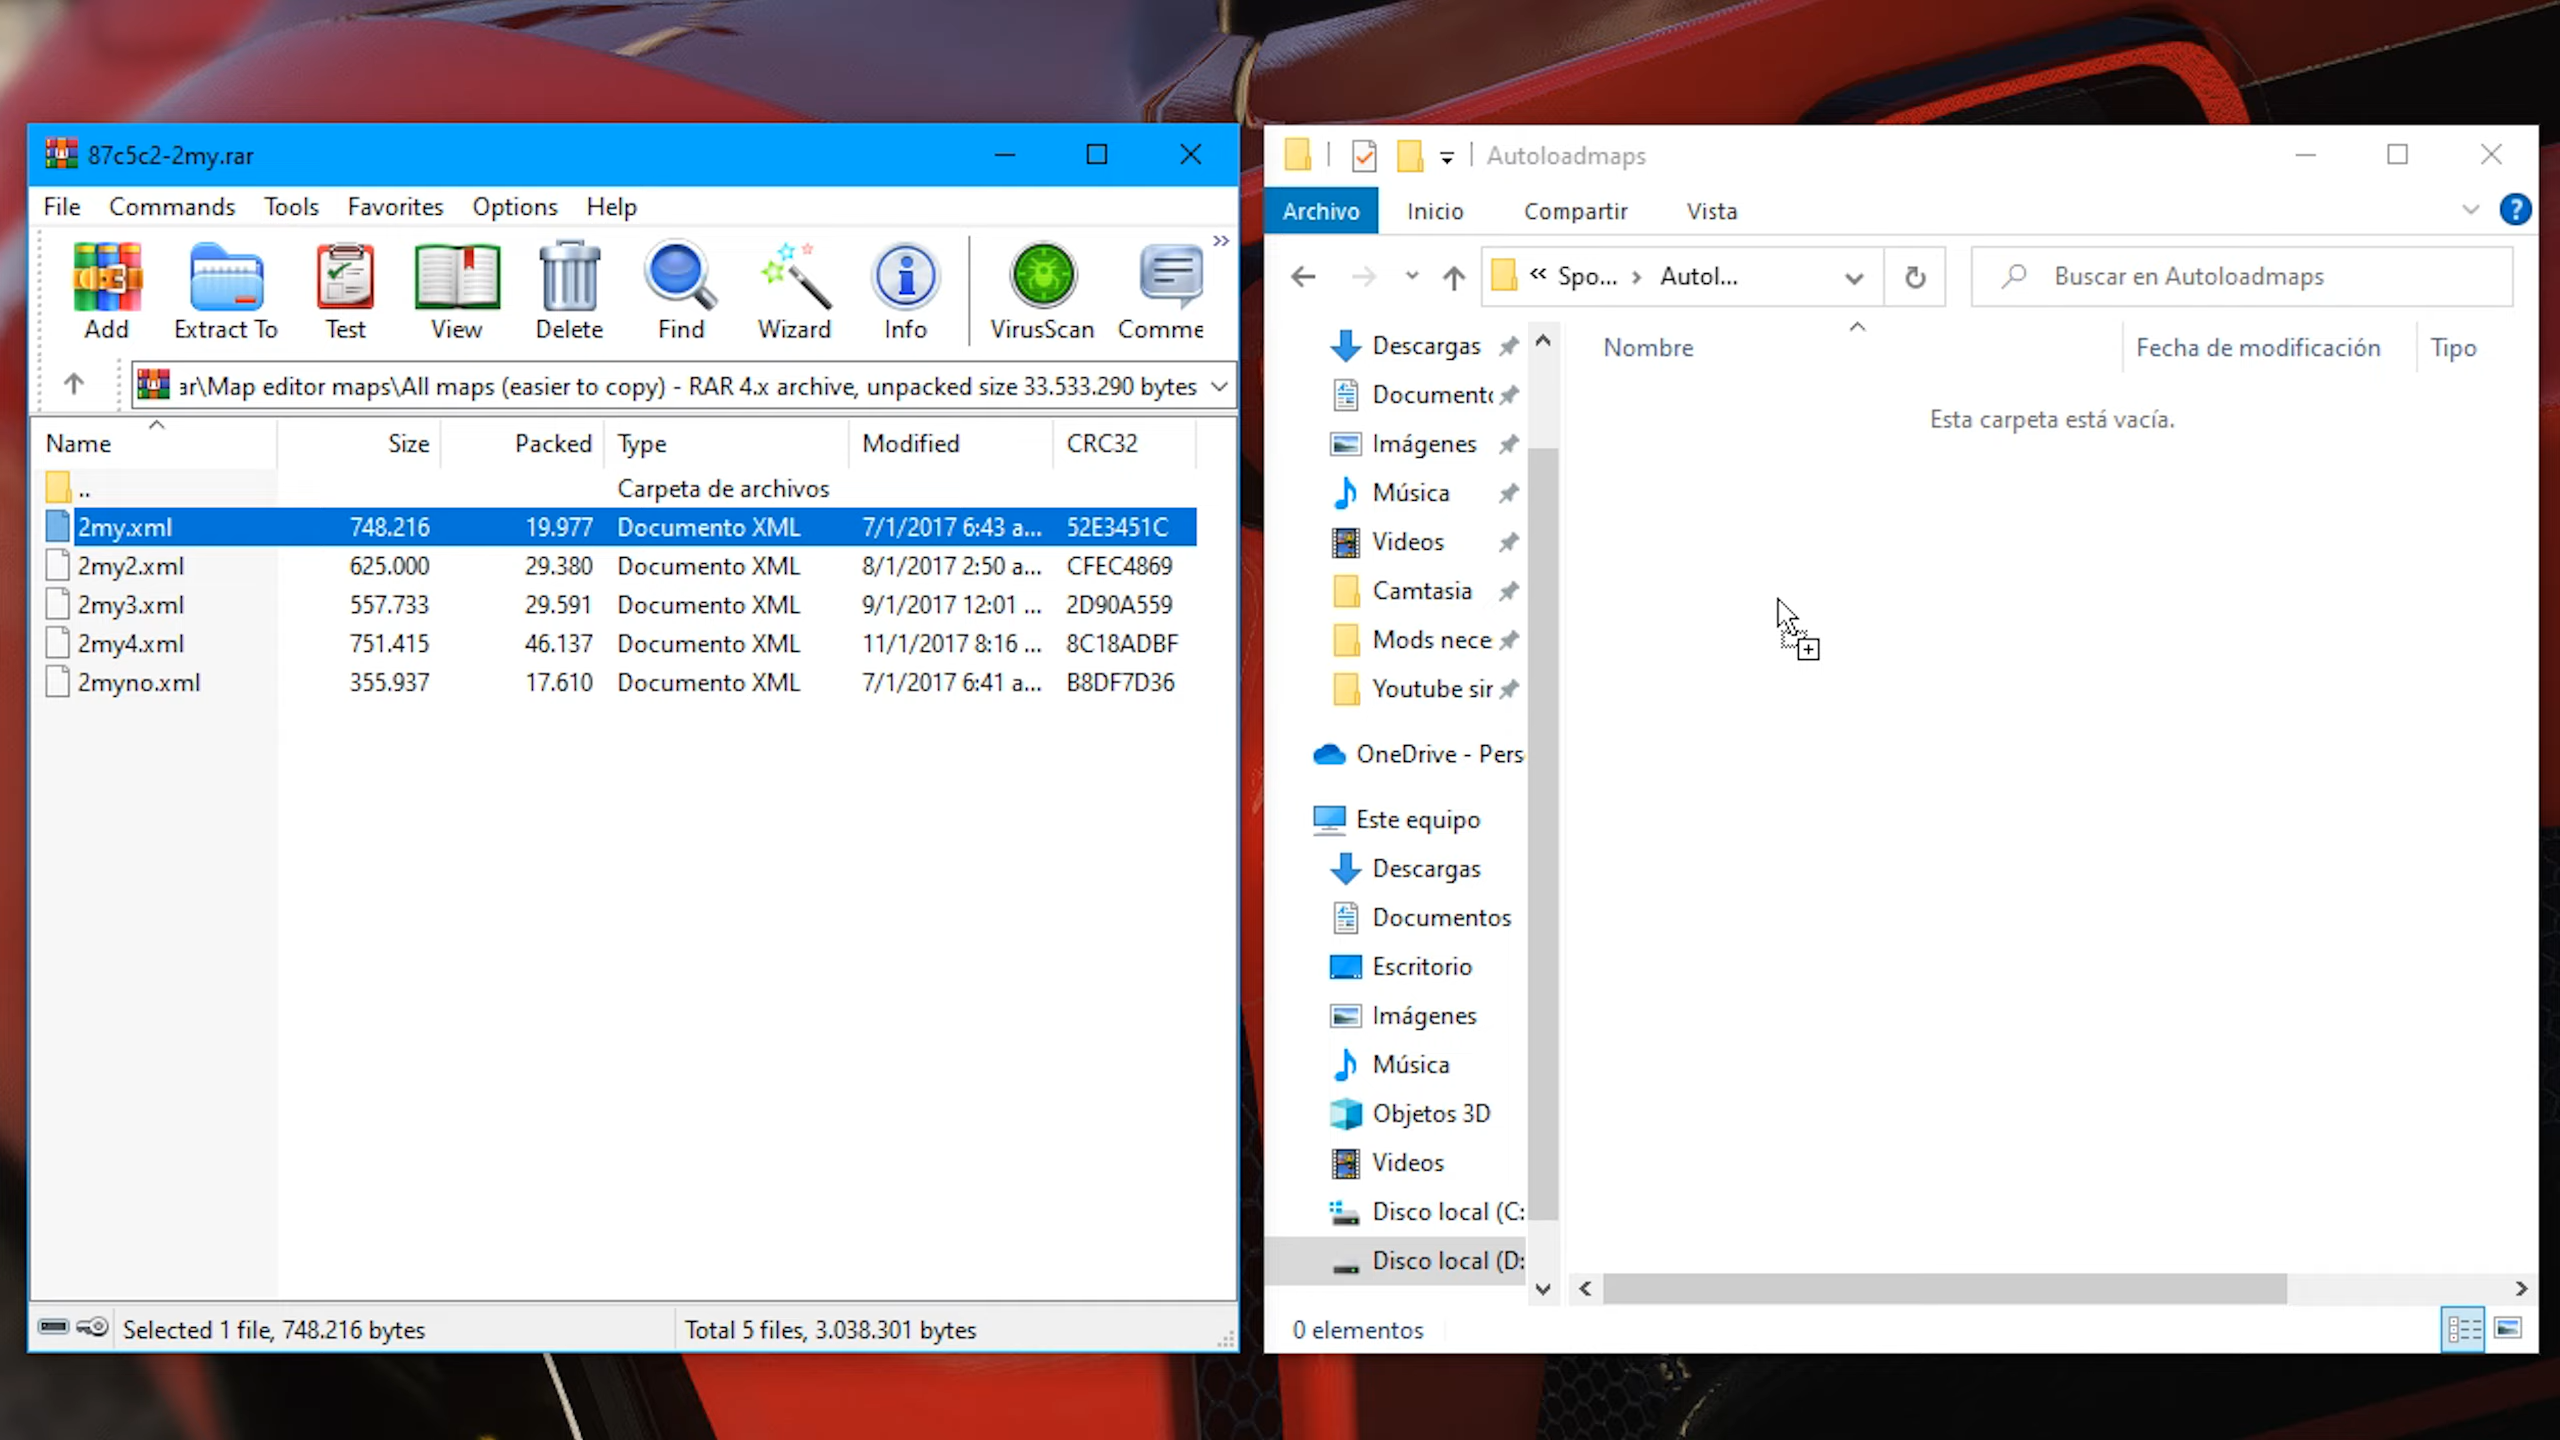 87c5c2-2my.rar
File Commands Tools Favorites Options Help
Add Extract To Test View Delete Find Wizard Info VirusScan Comme
ar\Map editor maps\All maps (easier to copy) - RAR 4.x archive, unpacked size 33.533.290 bytes
Name Size Packed Type Modified CRC32
.. Carpeta de archivos
2my.xml 748.216 19.977 Documento XML 7/1/2017 6:43 a... 52E3451C
2my2.xml 625.000 29.380 Documento XML 8/1/2017 2:50 a... CFEC4869
2my3.xml 557.733 29.591 Documento XML 9/1/2017 12:01 ... 2D90A559
2my4.xml 751.415 46.137 Documento XML 11/1/2017 8:16 ... 8C18ADBF
2myno.xml 355.937 17.610 Documento XML 7/1/2017 6:41 a... B8DF7D36
Selected 1 file, 748.216 bytes Total 5 files, 3.038.301 bytes
Autoloadmaps
Archivo Inicio Compartir Vista
« Spo... › Autol... Buscar en Autoloadmaps
Nombre Fecha de modificación Tipo
Esta carpeta está vacía.
Descargas
Documento
Imágenes
Música
Videos
Camtasia
Mods nece
Youtube sir
OneDrive - Pers
Este equipo
Descargas
Documentos
Escritorio
Imágenes
Música
Objetos 3D
Videos
Disco local (C:
Disco local (D:
0 elementos